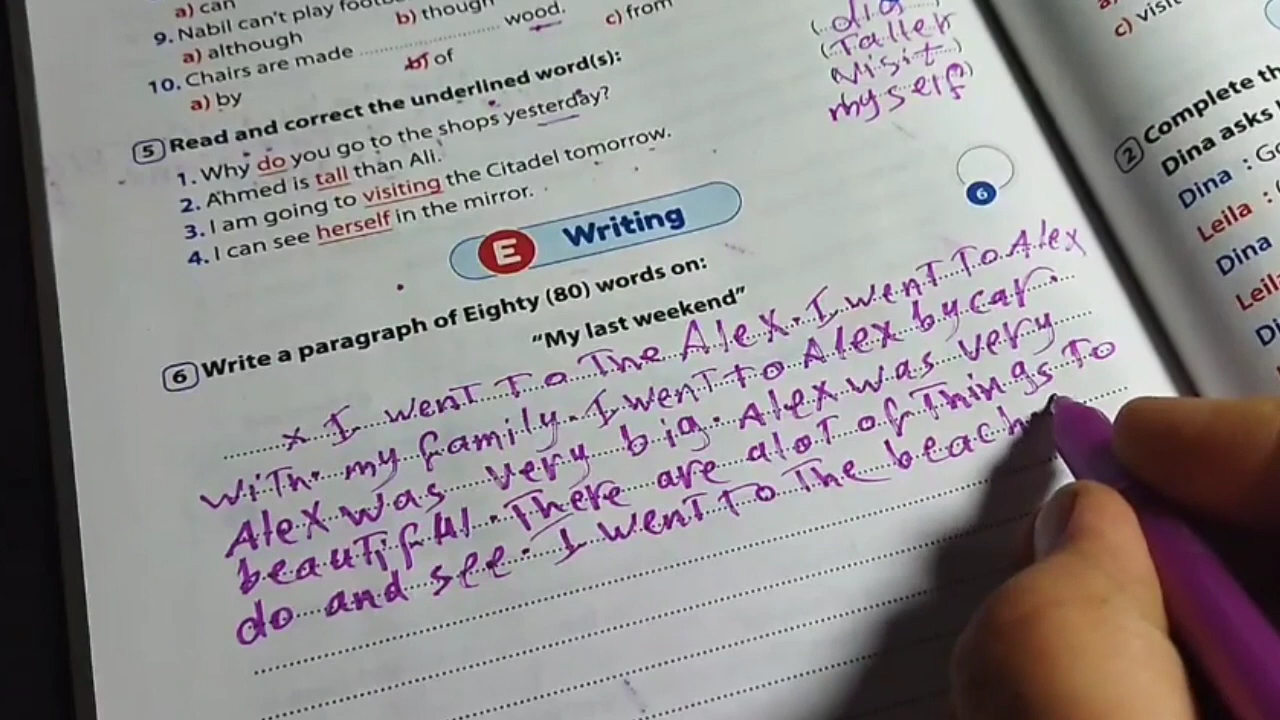 a) can
9. Nabil can't play
a) although b) though c) from
10. Chairs are made .................... wood.
a) by b) of
5 Read and correct the underlined word(s):
1. Why do you go to the shops yesterday?
2. Ahmed is tall than Ali.
3. I am going to visiting the Citadel tomorrow.
4. I can see herself in the mirror.
(did
(Taller
Visit)
myself)
6
E Writing
6 Write a paragraph of Eighty (80) words on:
"My last weekend"
x I went To The Alex. I went To Alex
with my family. I went to Alex by car.
Alex was very big. Alex was very
beautiful. There are alot of Things To
do and see. I went To The beach
c) visit
2 Complete th
Dina asks
Dina : Go
Leila :
Dina
Leila